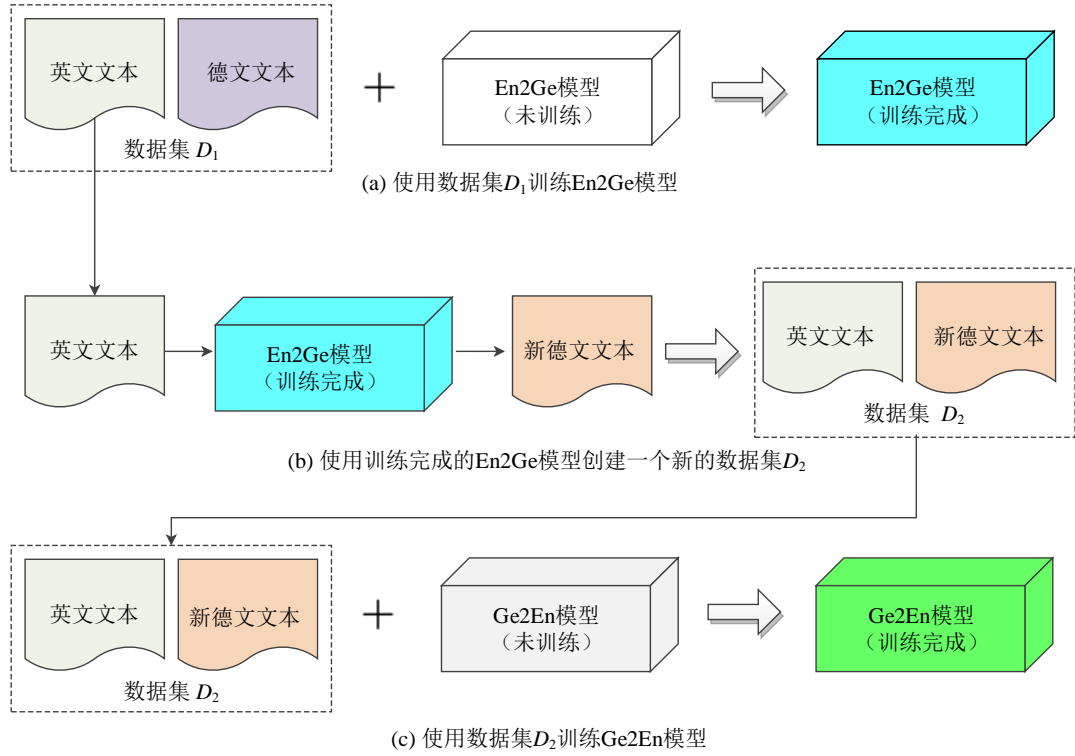 英文文本
德文文本
数据集 D1
+
En2Ge模型
（未训练）
En2Ge模型
（训练完成）
(a) 使用数据集D1训练En2Ge模型
英文文本
En2Ge模型
（训练完成）
新德文文本
英文文本
新德文文本
数据集 D2
(b) 使用训练完成的En2Ge模型创建一个新的数据集D2
英文文本
新德文文本
数据集 D2
+
Ge2En模型
（未训练）
Ge2En模型
（训练完成）
(c) 使用数据集D2训练Ge2En模型